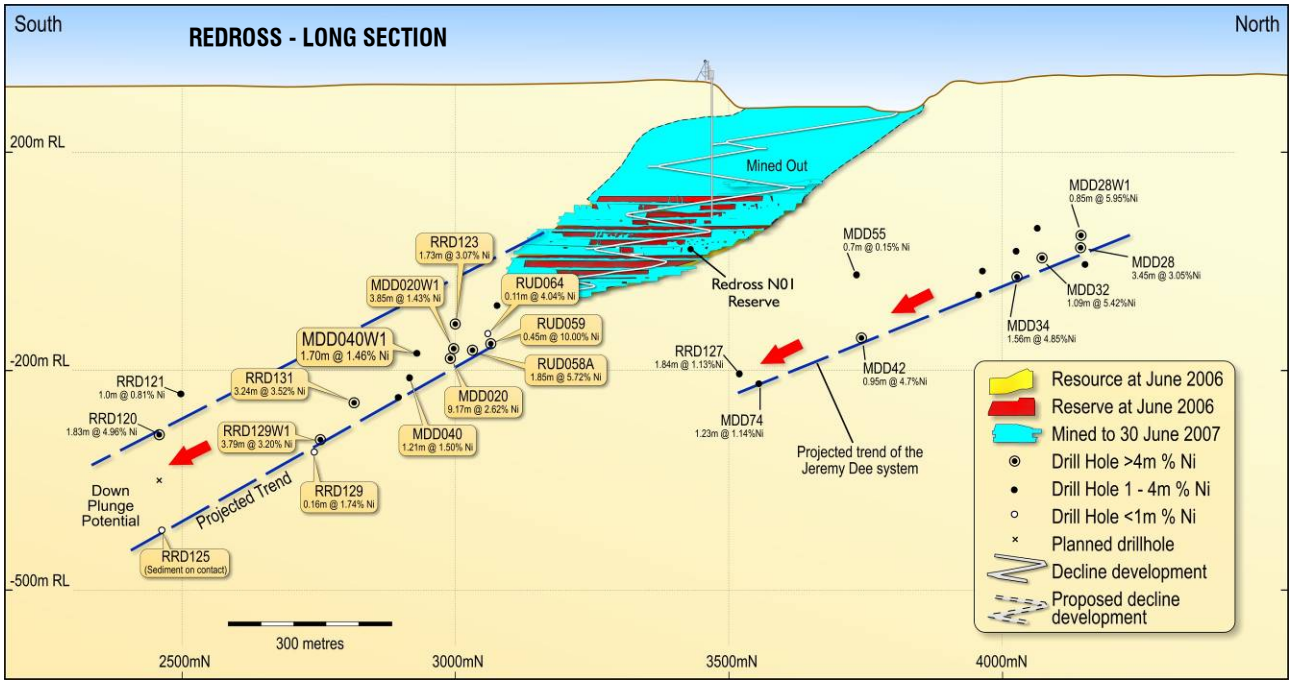 South
REDROSS - LONG SECTION
North
200m RL
Mined Out
MDD28W1
0.85m @ 5.95%Ni
MDD55
0.7m @ 0.15% Ni
RRD123
1.73m @ 3.07% Ni
MDD28
3.45m @ 3.05%Ni
MDD020W1
3.85m @ 1.43% Ni
RUD064
0.11m @ 4.04% Ni
Redross N01
Reserve
MDD32
1.09m @ 5.42%Ni
MDD040W1
1.70m @ 1.46% Ni
RUD059
0.45m @ 10.00% Ni
MDD34
1.56m @ 4.85%Ni
-200m RL
RUD058A
1.85m @ 5.72% Ni
RRD127
1.84m @ 1.13%Ni
MDD42
0.95m @ 4.7%Ni
RRD121
1.0m @ 0.81% Ni
RRD131
3.24m @ 3.52% Ni
MDD020
9.17m @ 2.62% Ni
RRD120
1.83m @ 4.96% Ni
RRD129W1
3.79m @ 3.20% Ni
MDD040
1.21m @ 1.50% Ni
MDD74
1.23m @ 1.14%Ni
Projected trend of the
Jeremy Dee system
Down
Plunge
Potential
Projected Trend
RRD129
0.16m @ 1.74% Ni
RRD125
(Sediment on contact)
-500m RL
300 metres
2500mN
3000mN
3500mN
4000mN
Resource at June 2006
Reserve at June 2006
Mined to 30 June 2007
Drill Hole >4m % Ni
Drill Hole 1 - 4m % Ni
Drill Hole <1m % Ni
Planned drillhole
Decline development
Proposed decline
development